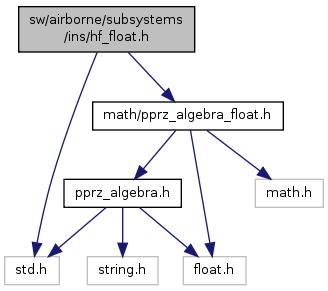 sw/airborne/subsystems
/ins/hf_float.h
math/pprz_algebra_float.h
pprz_algebra.h
math.h
std.h
string.h
float.h